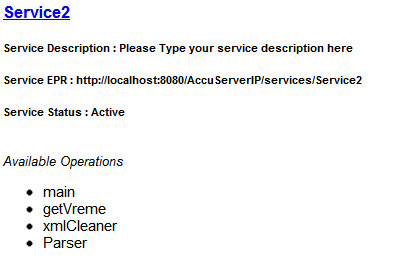 Service2
Service Description : Please Type your service description here
Service EPR : http://localhost:8080/AccuServerIP/services/Service2
Service Status : Active
Available Operations
main
getVreme
xmlCleaner
Parser